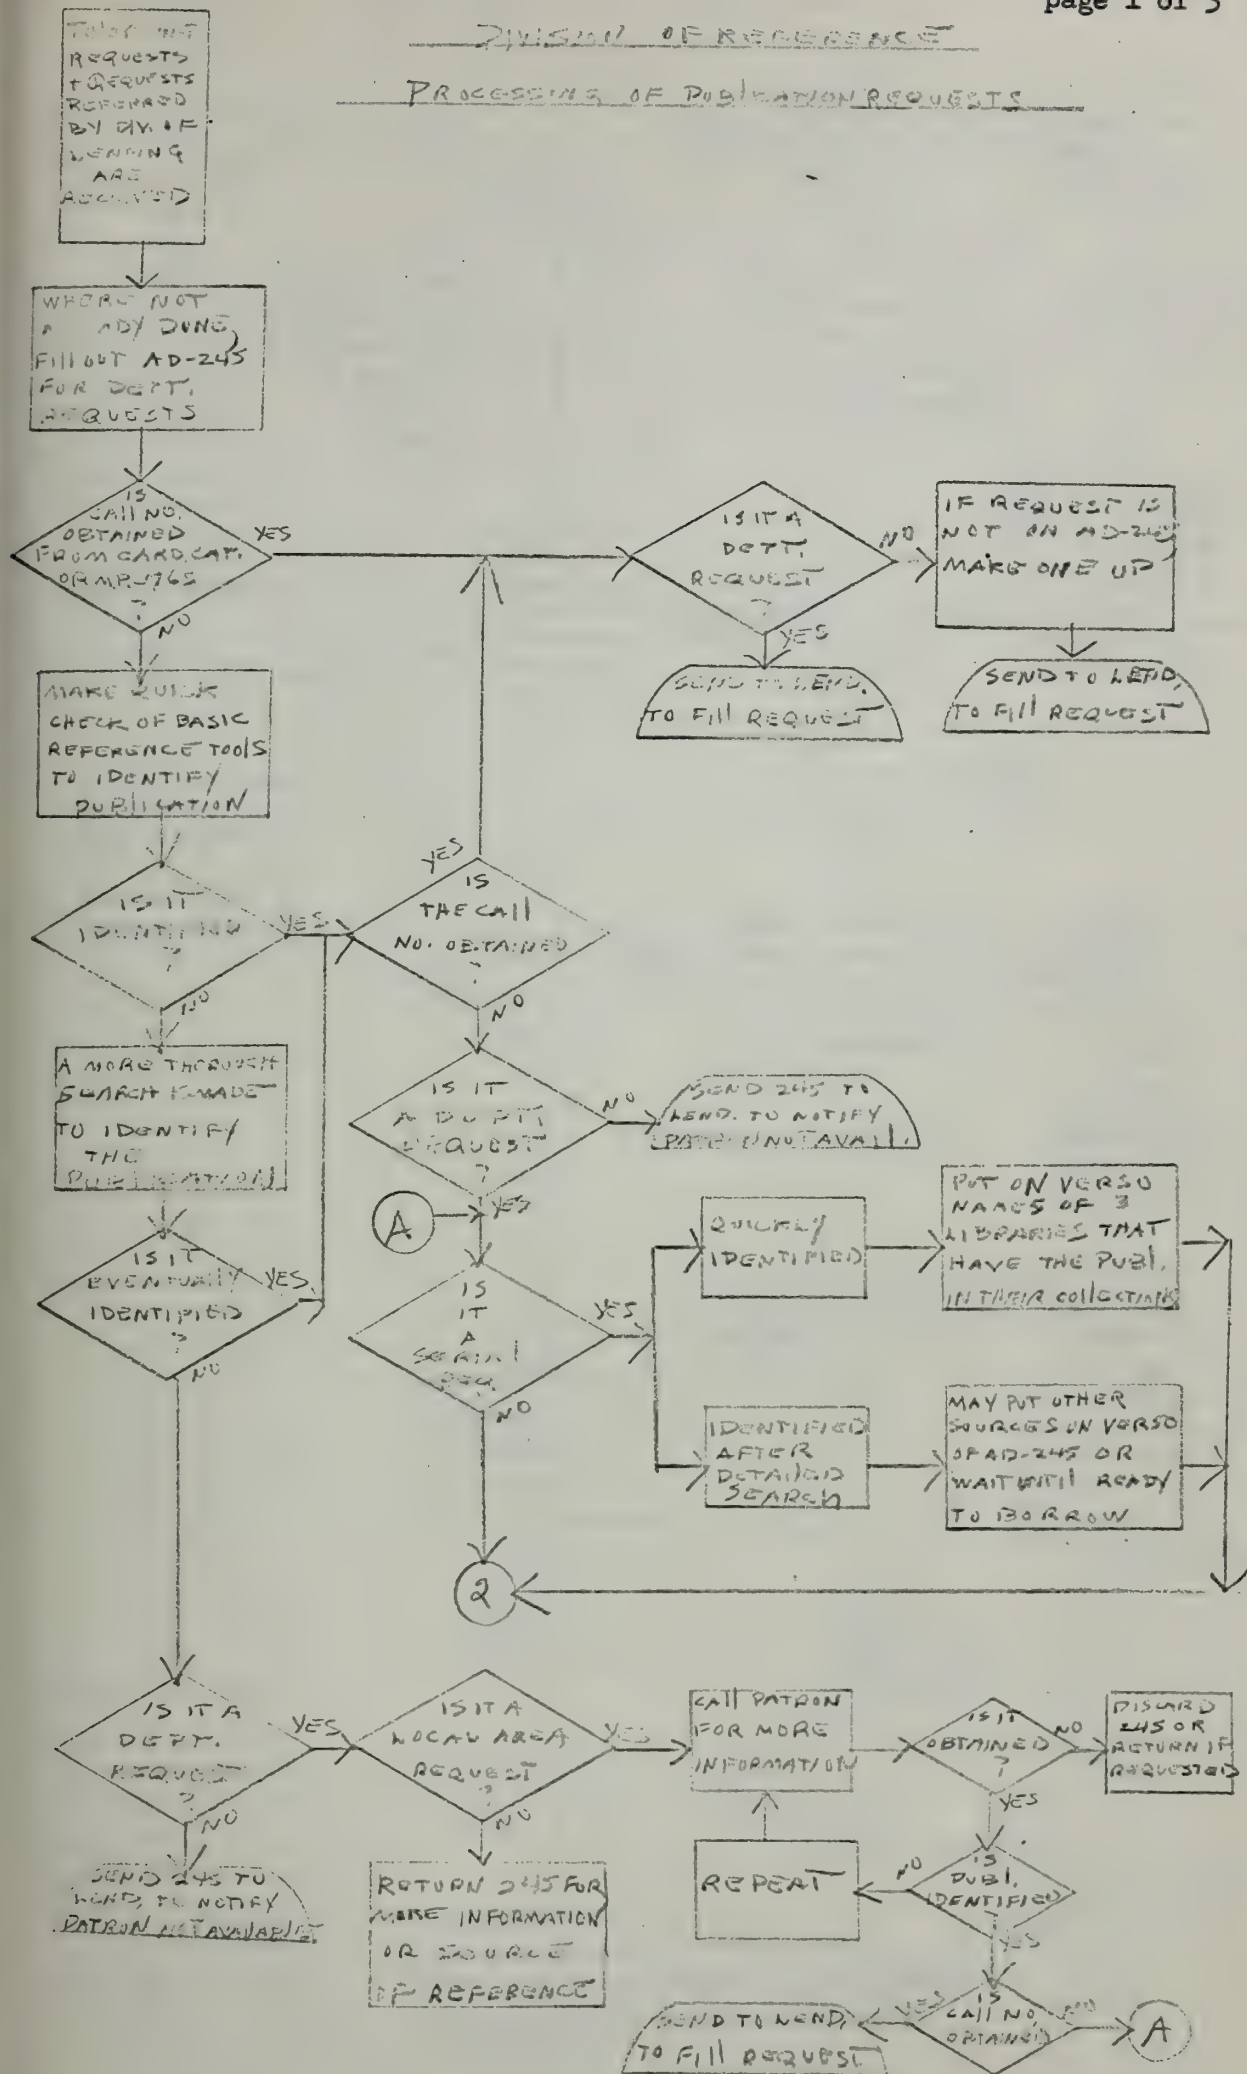 page 1 of 5
DIVISION OF REFERENCE
PROCESSING OF PUBLICATION REQUESTS
REQUESTS
+ REQUESTS
REFERRED
BY DIV. OF
LENDING
ARE
RECEIVED
WHERE NOT
DONE,
FILL OUT AD-245
FOR DEPT.
REQUESTS
IS
CALL NO.
OBTAINED
FROM CARD. CAT.
OR MP-1765
?
YES
NO
IS IT A
DEPT.
REQUEST
?
NO
YES
IF REQUEST IS
NOT ON AD-245
MAKE ONE UP
SEND TO LEND.
TO FILL REQUEST
SEND TO LEND,
TO FILL REQUEST
MAKE QUICK
CHECK OF BASIC
REFERENCE TOOLS
TO IDENTIFY
PUBLICATION
IS IT
IDENTIFIED
?
YES
NO
YES
IS
THE CALL
NO. OBTAINED
?
NO
A MORE THOROUGH
SEARCH IS MADE
TO IDENTIFY
THE
PUBLICATION
IS IT
A DEPT.
REQUEST
?
NO
YES
SEND 245 TO
LEND. TO NOTIFY
PATRON NOT AVAIL.
A
IS IT
EVENTUALLY
IDENTIFIED
?
YES
NO
IS
IT
A
SERIAL
REQ.
YES
NO
QUICKLY
IDENTIFIED
PUT ON VERSO
NAMES OF 3
LIBRARIES THAT
HAVE THE PUBL.
IN THEIR COLLECTIONS
IDENTIFIED
AFTER
DETAILED
SEARCH
MAY PUT OTHER
SOURCES ON VERSO
OF AD-245 OR
WAIT UNTIL READY
TO BORROW
2
IS IT A
DEPT.
REQUEST
?
YES
NO
IS IT A
LOCAL AREA
REQUEST
?
YES
NO
CALL PATRON
FOR MORE
INFORMATION
IS IT
OBTAINED
?
NO
YES
DISCARD
245 OR
RETURN IF
REQUESTED
SEND 245 TO
LEND, TO NOTIFY
PATRON NOT AVAILABLE
RETURN 245 FOR
MORE INFORMATION
OR SOURCE
OF REFERENCE
REPEAT
NO
IS
PUBL.
IDENTIFIED
YES
SEND TO LEND,
TO FILL REQUEST
YES
IS
CALL NO.
OBTAINED
NO
A